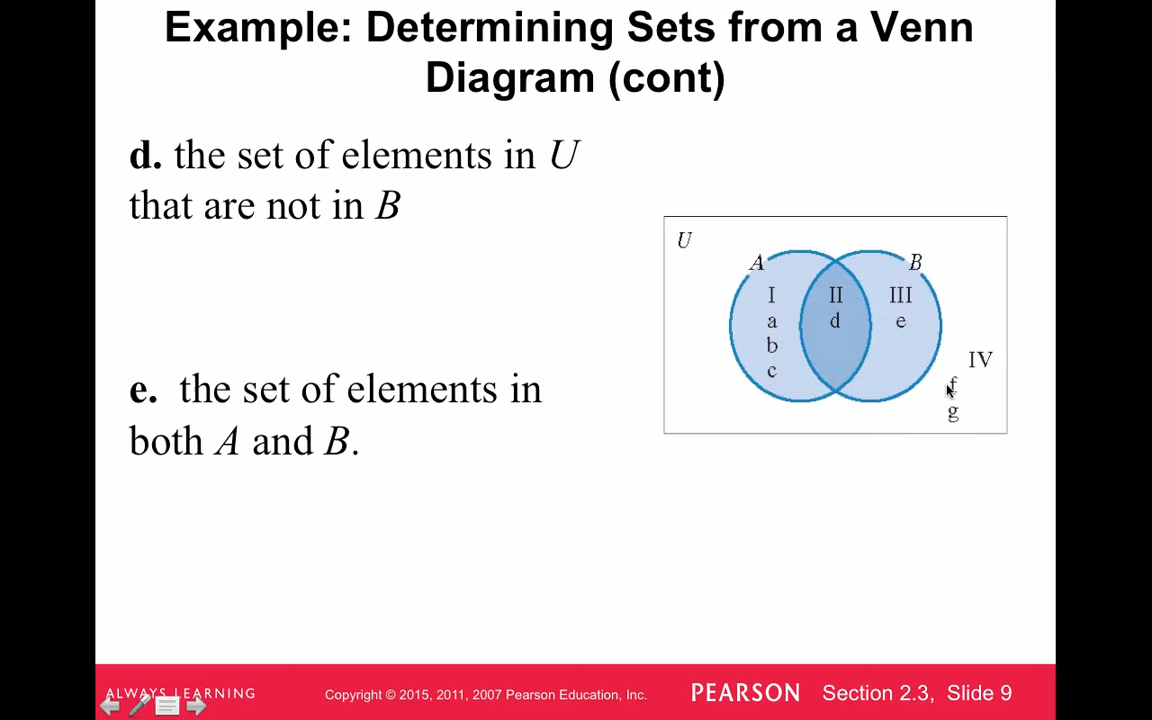 Example: Determining Sets from a Venn
Diagram (cont)
d. the set of elements in U
that are not in B
U
A
B
I
II
III
a
d
e
b
c
IV
f
g
e. the set of elements in
both A and B.
ALWAYS LEARNING
Copyright © 2015, 2011, 2007 Pearson Education, Inc.
PEARSON
Section 2.3, Slide 9